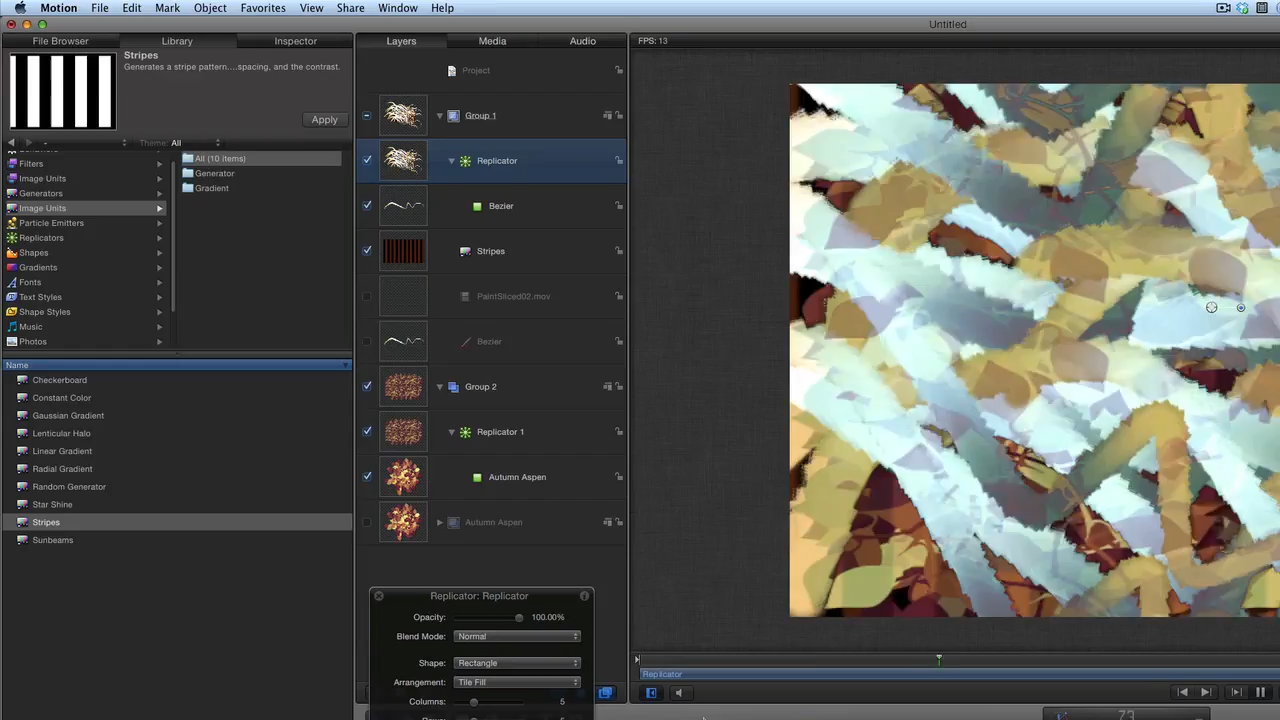 Motion File Edit Mark Object Favorites View Share Window Help
Untitled
File Browser Library Inspector
Layers Media Audio
FPS: 13
Stripes
Generates a stripe pattern....spacing, and the contrast.
Apply
Theme: All
Filters
Image Units
Generators
Image Units
Particle Emitters
Replicators
Shapes
Gradients
Fonts
Text Styles
Shape Styles
Music
Photos
All (10 items)
Generator
Gradient
Name
Checkerboard
Constant Color
Gaussian Gradient
Lenticular Halo
Linear Gradient
Radial Gradient
Random Generator
Star Shine
Stripes
Sunbeams
Project
Group 1
Replicator
Bezier
Stripes
PaintSliced02.mov
Bezier
Group 2
Replicator 1
Autumn Aspen
Autumn Aspen
Replicator: Replicator
Opacity: 100.00%
Blend Mode: Normal
Shape: Rectangle
Arrangement: Tile Fill
Columns: 5
Replicator